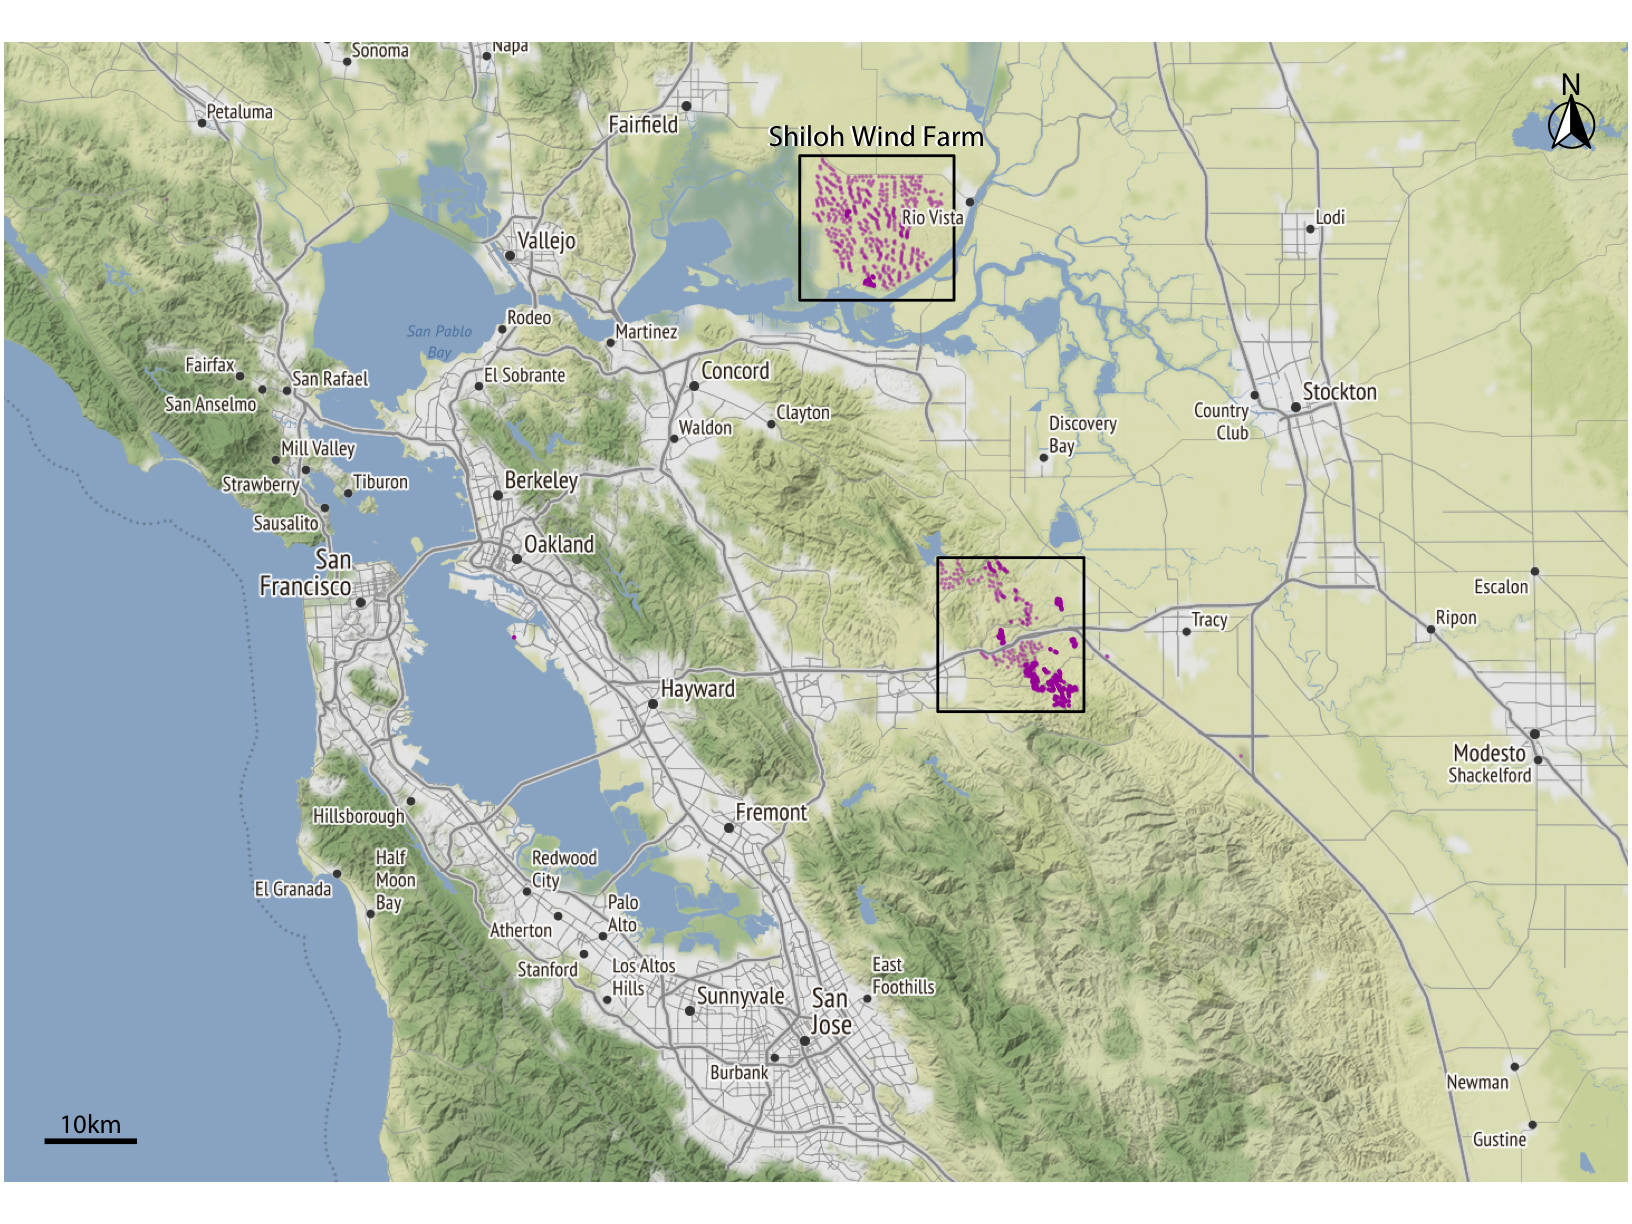 Sonoma
Napa
Petaluma
Fairfield
N
Shiloh Wind Farm
Rio Vista
Lodi
Vallejo
San Pablo
Bay
Rodeo
Martinez
Fairfax
San Rafael
El Sobrante
Concord
San Anselmo
Clayton
Waldon
Country
Club
Stockton
Discovery
Bay
Mill Valley
Strawberry
Tiburon
Berkeley
Sausalito
San
Francisco
Oakland
Escalon
Ripon
Tracy
Hayward
Modesto
Shackelford
Hillsborough
Fremont
Half
Moon
Bay
El Granada
Redwood
City
Palo
Alto
Atherton
Stanford
Los Altos
Hills
Sunnyvale
San
Jose
East
Foothills
Burbank
Newman
Gustine
10km